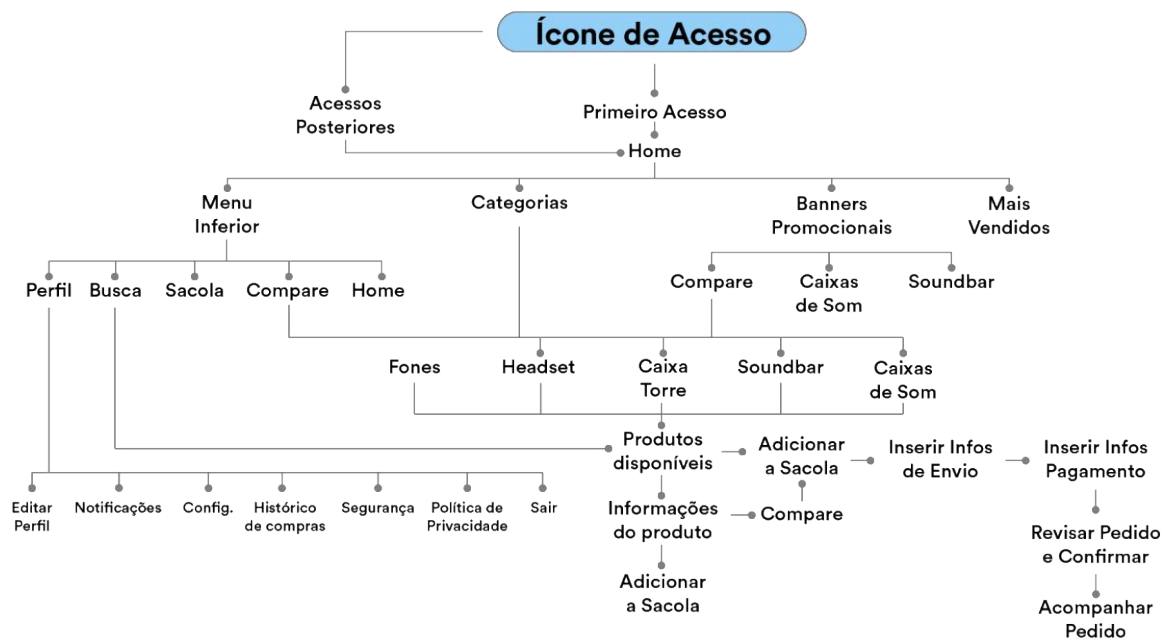 Ícone de Acesso
Acessos
Posteriores
Primeiro Acesso
Home
Menu
Inferior
Categorias
Banners
Promocionais
Mais
Vendidos
Perfil
Busca
Sacola
Compare
Home
Compare
Caixas
de Som
Soundbar
Fones
Headset
Caixa
Torre
Soundbar
Caixas
de Som
Produtos
disponíveis
Adicionar
a Sacola
Inserir Infos
de Envio
Inserir Infos
Pagamento
Editar
Perfil
Notificações
Config.
Histórico
de compras
Segurança
Política de
Privacidade
Sair
Informações
do produto
Compare
Revisar Pedido
e Confirmar
Adicionar
a Sacola
Acompanhar
Pedido